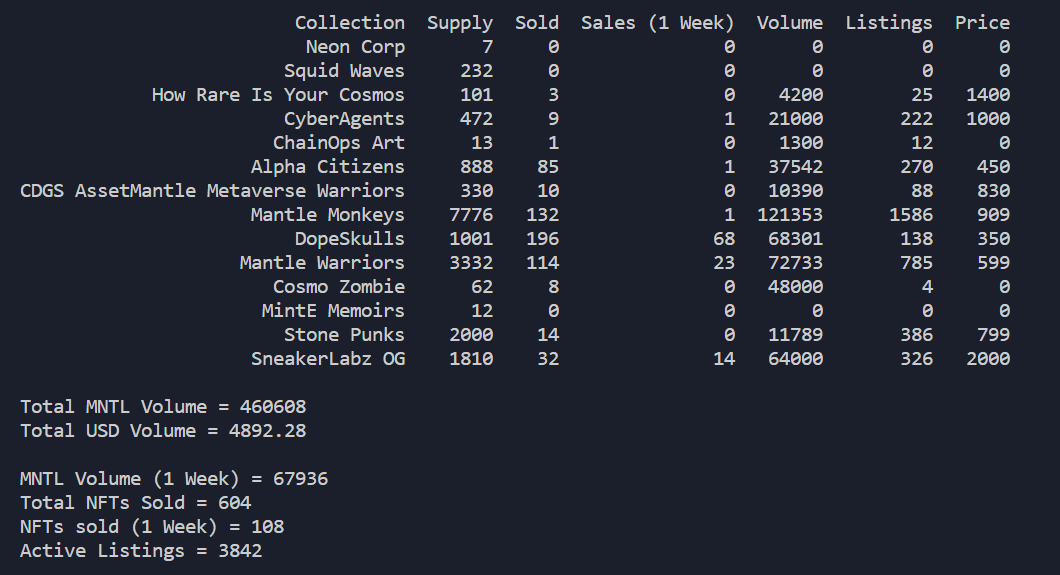 Collection Supply Sold Sales (1 Week) Volume Listings Price
Neon Corp 7 0 0 0 0 0
Squid Waves 232 0 0 0 0 0
How Rare Is Your Cosmos 101 3 0 4200 25 1400
CyberAgents 472 9 1 21000 222 1000
ChainOps Art 13 1 0 1300 12 0
Alpha Citizens 888 85 1 37542 270 450
CDGS AssetMantle Metaverse Warriors 330 10 0 10390 88 830
Mantle Monkeys 7776 132 1 121353 1586 909
DopeSkulls 1001 196 68 68301 138 350
Mantle Warriors 3332 114 23 72733 785 599
Cosmo Zombie 62 8 0 48000 4 0
MintE Memoirs 12 0 0 0 0 0
Stone Punks 2000 14 0 11789 386 799
SneakerLabz OG 1810 32 14 64000 326 2000
Total MNTL Volume = 460608
Total USD Volume = 4892.28
MNTL Volume (1 Week) = 67936
Total NFTs Sold = 604
NFTs sold (1 Week) = 108
Active Listings = 3842